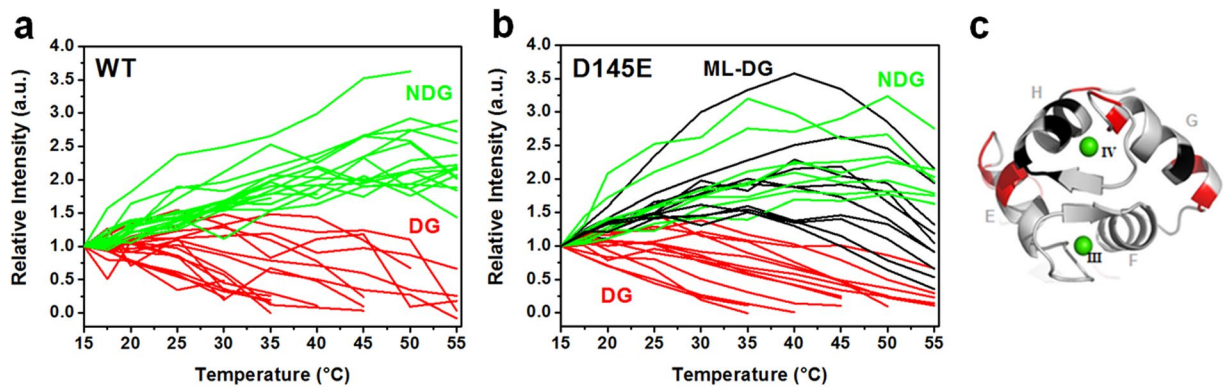 a
WT
NDG
DG
Relative Intensity (a.u.)
4.0
3.5
3.0
2.5
2.0
1.5
1.0
0.5
0.0
15 20 25 30 35 40 45 50 55
Temperature (°C)
b
D145E
ML-DG
NDG
DG
Relative Intensity (a.u.)
4.0
3.5
3.0
2.5
2.0
1.5
1.0
0.5
0.0
15 20 25 30 35 40 45 50 55
Temperature (°C)
c
H
G
IV
E
III
F